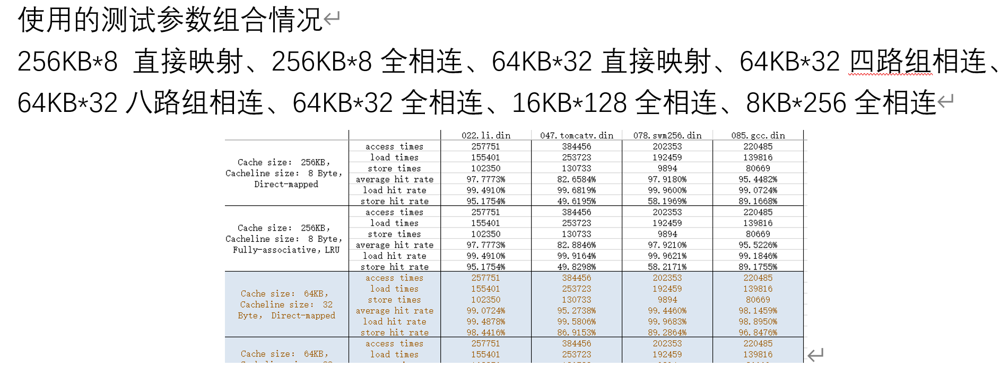 使用的测试参数组合情况
256KB*8 直接映射、256KB*8 全相连、64KB*32 直接映射、64KB*32 四路组相连、
64KB*32 八路组相连、64KB*32 全相连、16KB*128 全相连、8KB*256 全相连
022.li.din 047.tomcatv.din 078.swm256.din 085.gcc.din
Cache size: 256KB,
Cacheline size: 8 Byte,
Direct-mapped
access times 257751 384456 202353 220485
load times 155401 253723 192459 139816
store times 102350 130733 9894 80669
average hit rate 97.7773% 82.6584% 97.9180% 95.4482%
load hit rate 99.4910% 99.6819% 99.9600% 99.0724%
store hit rate 95.1754% 49.6195% 58.1969% 89.1668%
Cache size: 256KB,
Cacheline size: 8 Byte,
Fully-associative, LRU
access times 257751 384456 202353 220485
load times 155401 253723 192459 139816
store times 102350 130733 9894 80669
average hit rate 97.7773% 82.8846% 97.9210% 95.5226%
load hit rate 99.4910% 99.9164% 99.9621% 99.1846%
store hit rate 95.1754% 49.8298% 58.2171% 89.1755%
Cache size: 64KB,
Cacheline size: 32
Byte, Direct-mapped
access times 257751 384456 202353 220485
load times 155401 253723 192459 139816
store times 102350 130733 9894 80669
average hit rate 99.0724% 95.2738% 99.4460% 98.1459%
load hit rate 99.4878% 99.5806% 99.9683% 98.8950%
store hit rate 98.4416% 86.9153% 89.2864% 96.8476%
Cache size: 64KB,
access times 257751 384456 202353 220485
load times 155401 253723 192459 139816